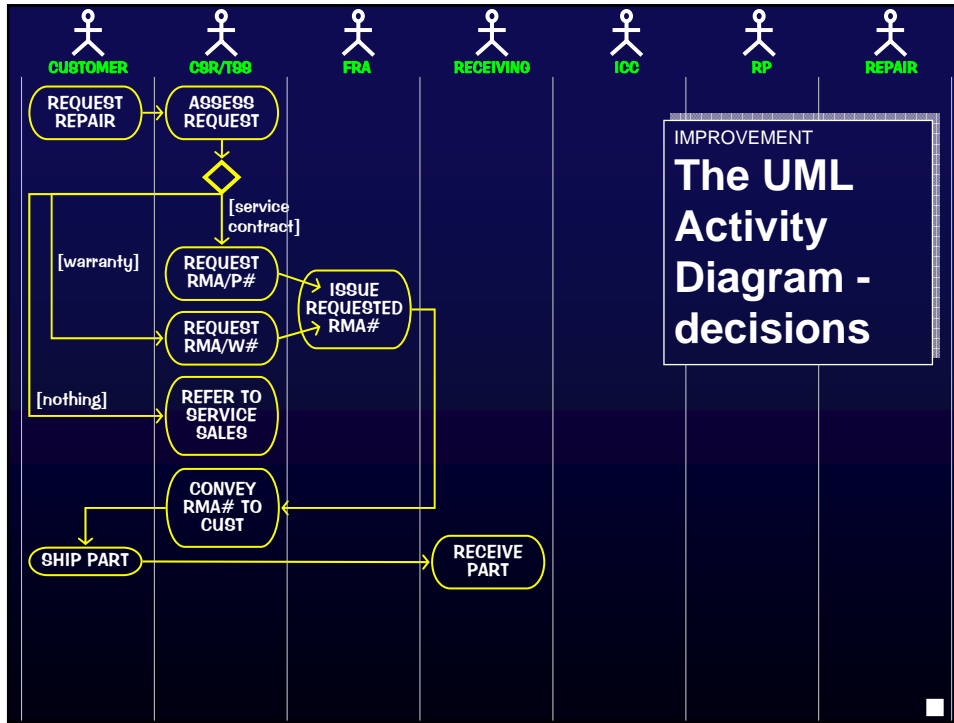 CUSTOMER
CSR/TSS
FRA
RECEIVING
ICC
RP
REPAIR
REQUEST
REPAIR
ASSESS
REQUEST
IMPROVEMENT
The UML
Activity
Diagram -
decisions
[service
contract]
[warranty]
REQUEST
RMA/P#
ISSUE
REQUESTED
RMA#
REQUEST
RMA/W#
[nothing]
REFER TO
SERVICE
SALES
CONVEY
RMA# TO
CUST
SHIP PART
RECEIVE
PART